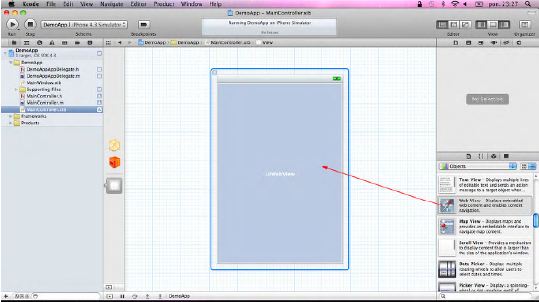 Xcode File Edit View Navigate Editor Product Window Help
pon. 23:27
DemoApp – MainController.xib
DemoApp | iPhone 4.3 Simulator
Running DemoApp on iPhone Simulator
No Issues
Run Stop Scheme Breakpoints Editor View Organizer
DemoApp DemoApp MainController.xib View
DemoApp
1 target, iOS SDK 4.3
DemoApp
DemoAppAppDelegate.h
DemoAppAppDelegate.m
MainWindow.xib
Supporting Files
MainController.h
MainController.m
MainController.xib
Frameworks
Products
UIWebView
No Selection
Objects
Text View - Displays multiple lines
of editable text and sends an action
message to a target object when...
Web View - Displays embedded
web content and enables content
navigation.
Map View - Displays maps and
provides an embeddable interface to
navigate map content.
Scroll View - Provides a mechanism
to display content that is larger than
the size of the application's window.
Date Picker - Displays multiple
rotating wheels to allow users to
select dates and times.
Picker View - Displays a spinning-
DemoApp